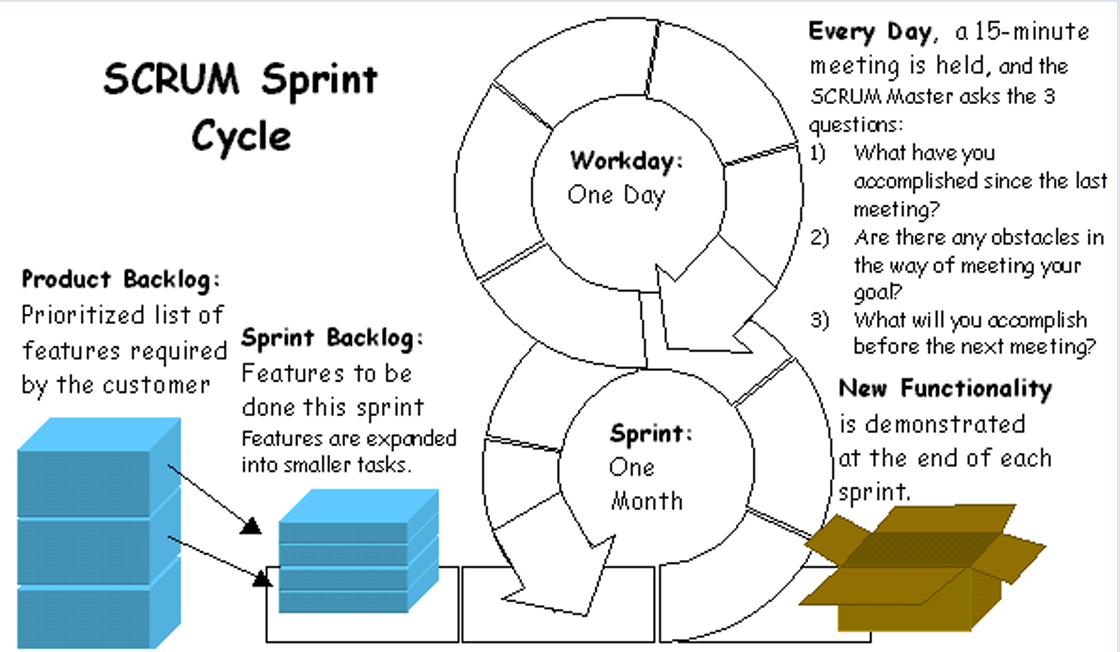 SCRUM Sprint
Cycle
Product Backlog:
Prioritized list of
features required
by the customer
Sprint Backlog:
Features to be
done this sprint
Features are expanded
into smaller tasks.
Workday:
One Day
Sprint:
One
Month
Every Day, a 15-minute
meeting is held, and the
SCRUM Master asks the 3
questions:
1) What have you
accomplished since the last
meeting?
2) Are there any obstacles in
the way of meeting your
goal?
3) What will you accomplish
before the next meeting?
New Functionality
is demonstrated
at the end of each
sprint.